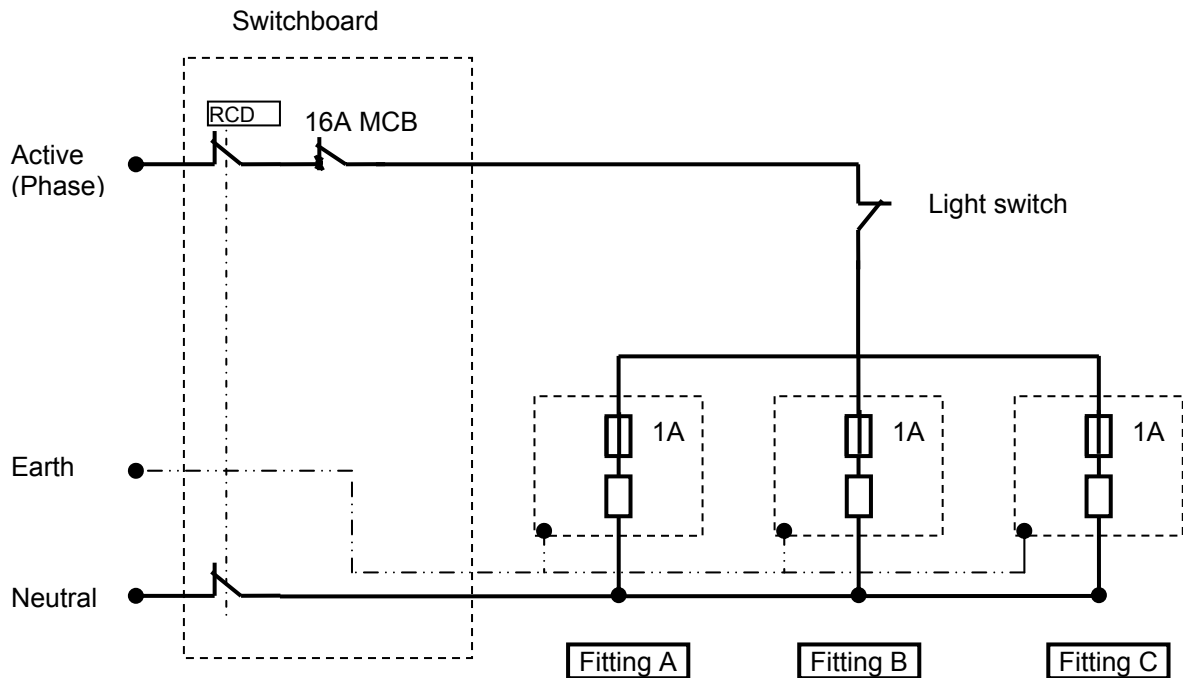 Switchboard
RCD
16A MCB
Active
(Phase)
Light switch
1A
1A
1A
Earth
Neutral
Fitting A
Fitting B
Fitting C